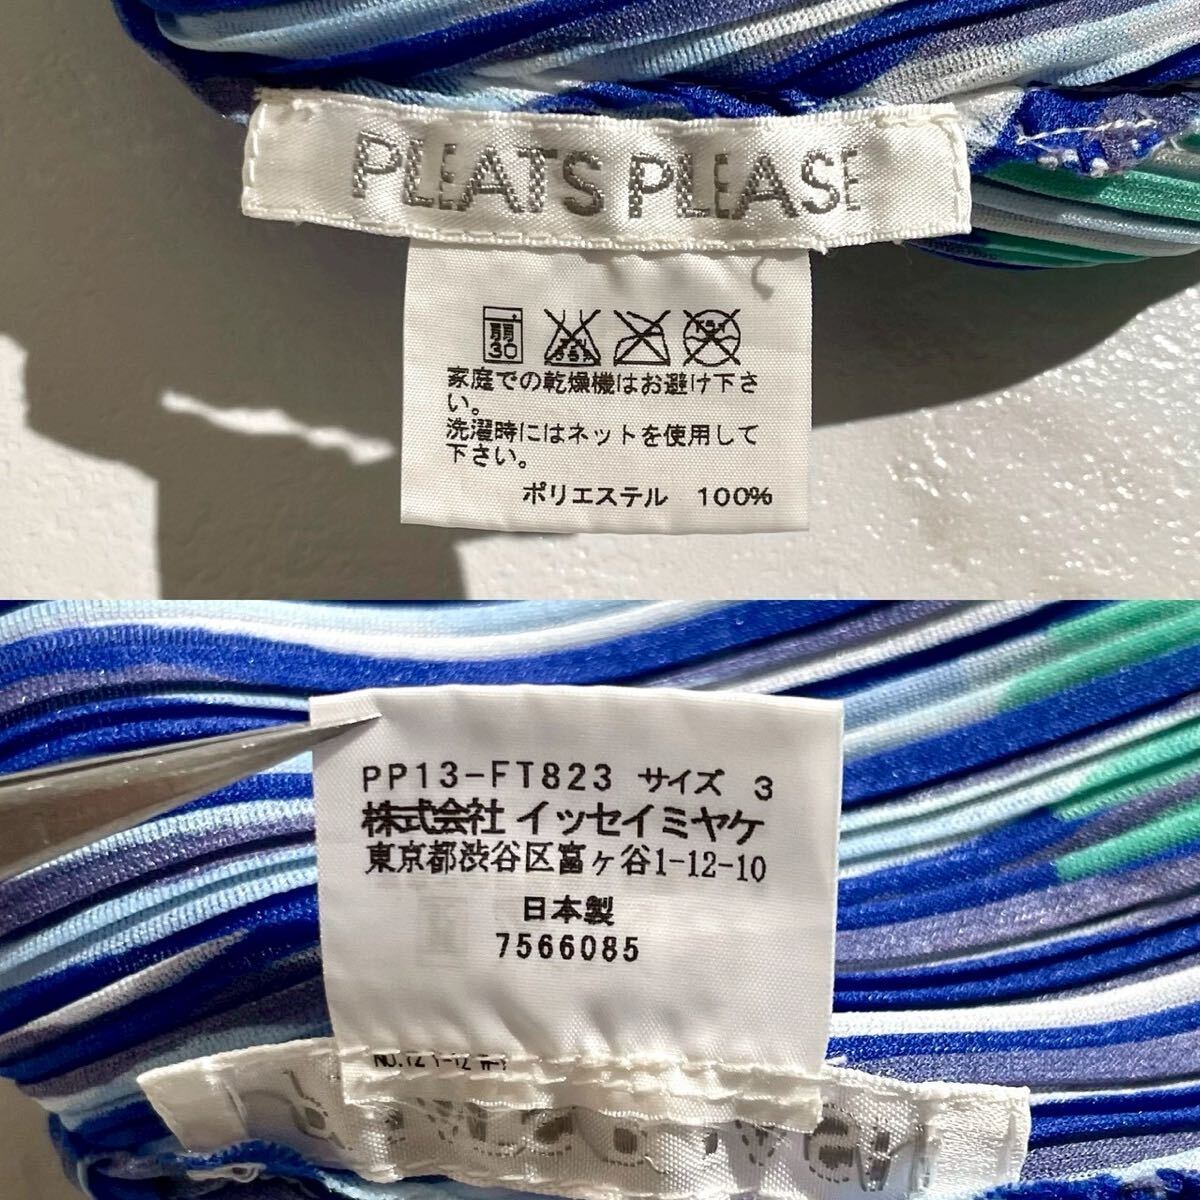 PLEATS PLEASE
弱
30
家庭での乾燥機はお避け下さ
い。
洗濯時にはネットを使用して
下さい。
ポリエステル 100%
PP13-FT823 サイズ 3
株式会社 イッセイミヤケ
東京都渋谷区富ヶ谷1-12-10
日本製
7566085